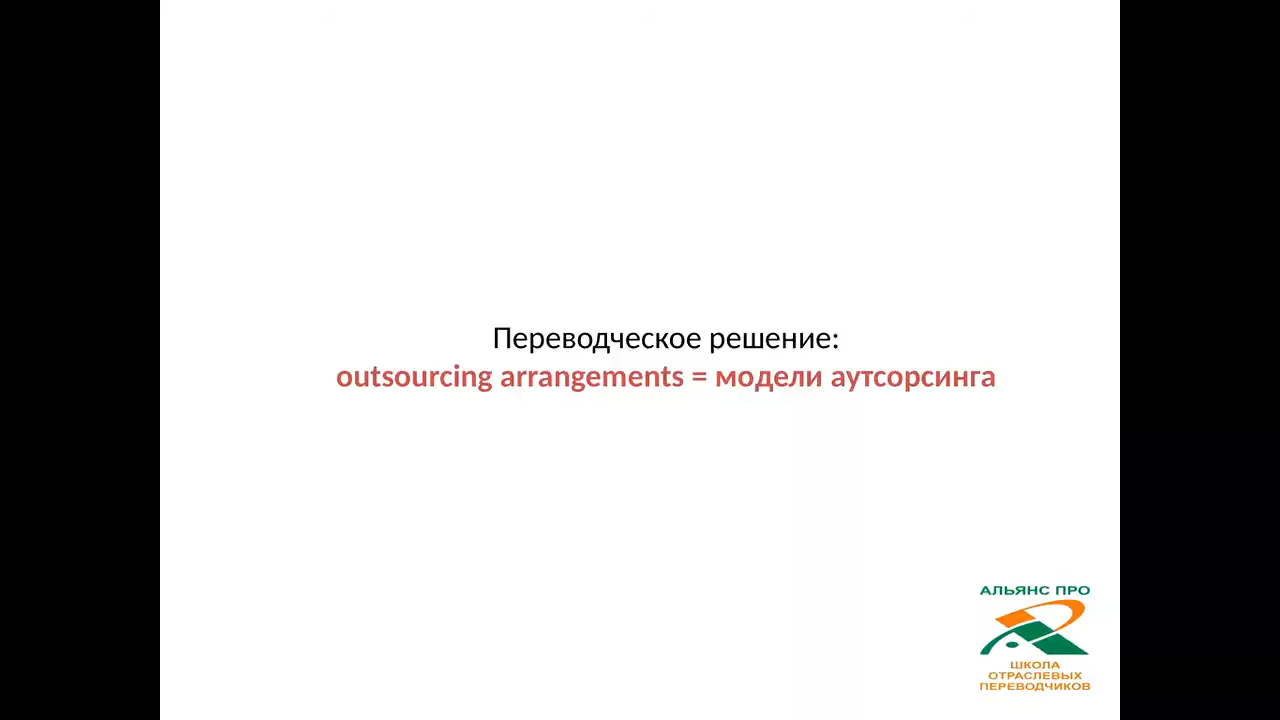 Переводческое решение:
outsourcing arrangements = модели аутсорсинга
АЛЬЯНС ПРО
ШКОЛА
ОТРАСЛЕВЫХ
ПЕРЕВОДЧИКОВ